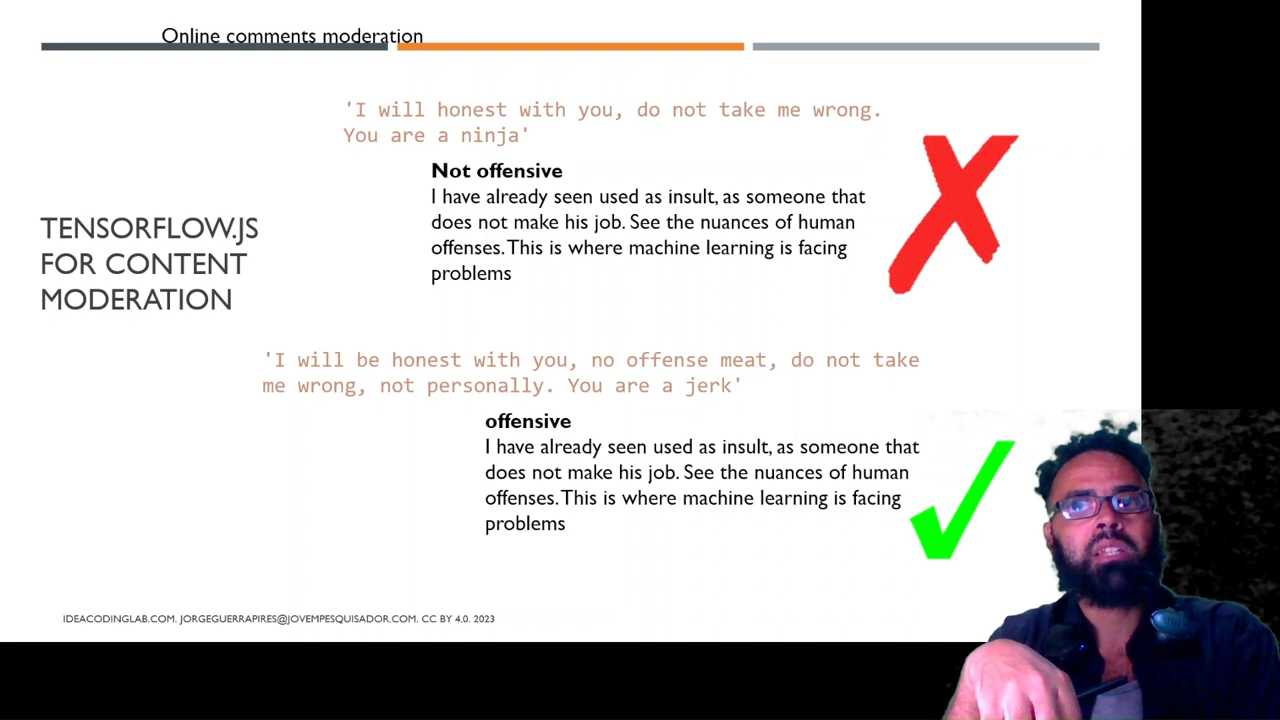 Online comments moderation
'I will honest with you, do not take me wrong.
You are a ninja'
Not offensive
I have already seen used as insult, as someone that
does not make his job. See the nuances of human
offenses. This is where machine learning is facing
problems
TENSORFLOW.JS
FOR CONTENT
MODERATION
'I will be honest with you, no offense meat, do not take
me wrong, not personally. You are a jerk'
offensive
I have already seen used as insult, as someone that
does not make his job. See the nuances of human
offenses. This is where machine learning is facing
problems
IDEACODINGLAB.COM. JORGEGUERRAPIRES@JOVEMPESQUISADOR.COM. CC BY 4.0. 2023